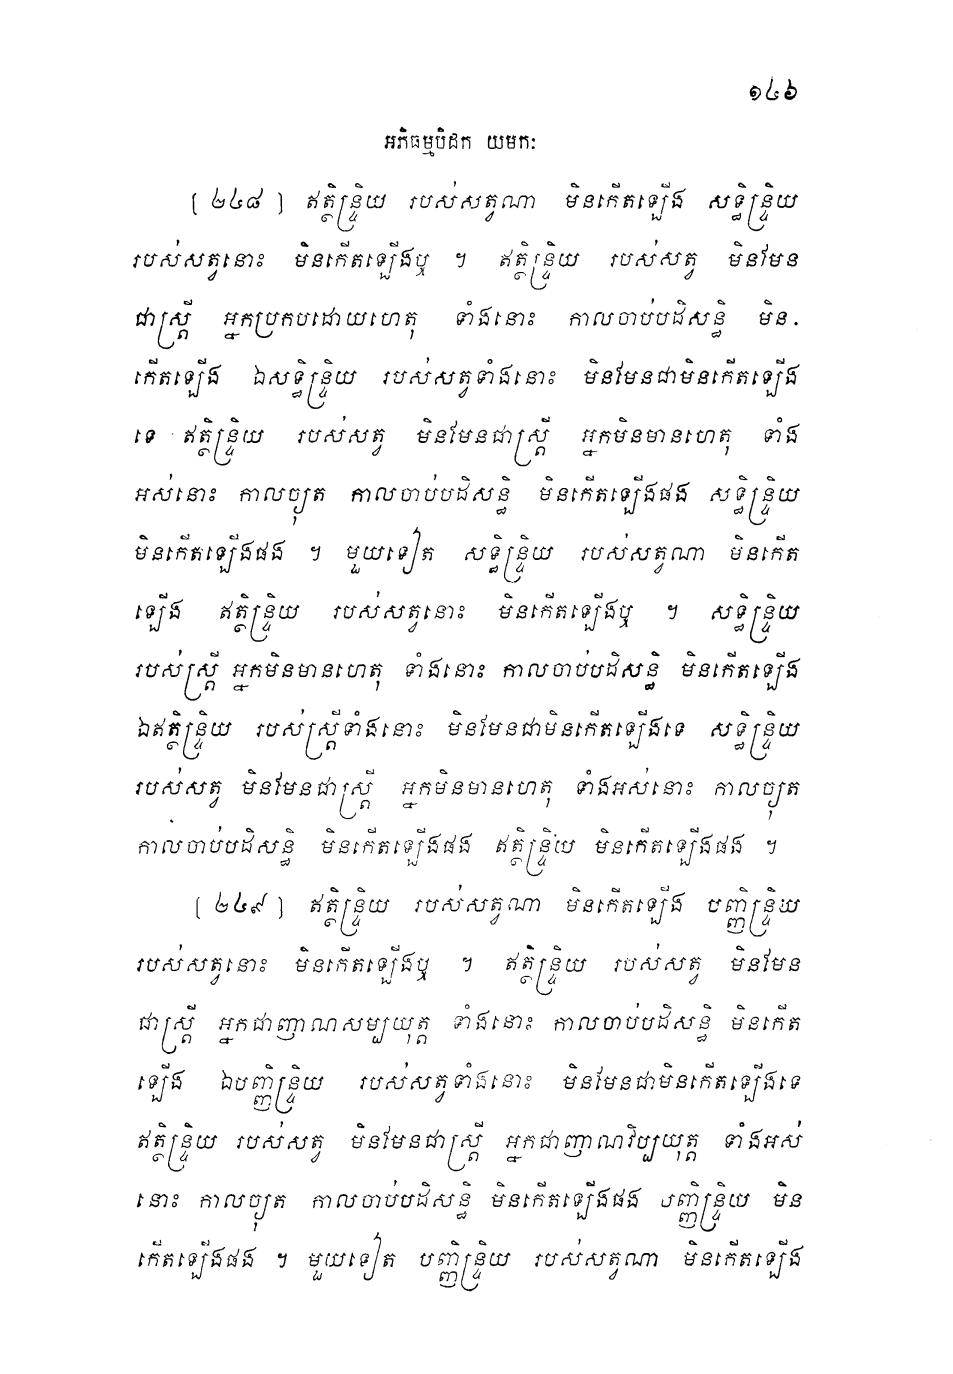 ១៤៦
អភិធម្មបិដក យមកៈ
[ ២៤៨ ] ឥត្ថិន្ទ្រិយ របស់សត្វណា មិនកើតឡើង សទ្ធិន្ទ្រិយ
របស់សត្វនោះ មិនកើតឡើងឬ ។ ឥត្ថិន្ទ្រិយ របស់សត្វ មិនមែន
ជាស្ត្រី អ្នកប្រកបដោយហេតុ ទាំងនោះ កាលចាប់បដិសន្ធិ មិន
កើតឡើង ឯសទ្ធិន្ទ្រិយ របស់សត្វទាំងនោះ មិនមែនជាមិនកើតឡើង
ទេ ឥត្ថិន្ទ្រិយ របស់សត្វ មិនមែនជាស្ត្រី អ្នកមិនមានហេតុ ទាំង
អស់នោះ កាលច្យុត កាលចាប់បដិសន្ធិ មិនកើតឡើងផង សទ្ធិន្ទ្រិយ
មិនកើតឡើងផង ។ មួយទៀត សទ្ធិន្ទ្រិយ របស់សត្វណា មិនកើត
ឡើង ឥត្ថិន្ទ្រិយ របស់សត្វនោះ មិនកើតឡើងឬ ។ សទ្ធិន្ទ្រិយ
របស់ស្ត្រី អ្នកមិនមានហេតុ ទាំងនោះ កាលចាប់បដិសន្ធិ មិនកើតឡើង
ឯឥត្ថិន្ទ្រិយ របស់ស្ត្រីទាំងនោះ មិនមែនជាមិនកើតឡើងទេ សទ្ធិន្ទ្រិយ
របស់សត្វ មិនមែនជាស្ត្រី អ្នកមិនមានហេតុ ទាំងអស់នោះ កាលច្យុត
កាលចាប់បដិសន្ធិ មិនកើតឡើងផង ឥត្ថិន្ទ្រិយ មិនកើតឡើងផង ។
[ ២៤៩ ] ឥត្ថិន្ទ្រិយ របស់សត្វណា មិនកើតឡើង បញ្ញិន្ទ្រិយ
របស់សត្វនោះ មិនកើតឡើងឬ ។ ឥត្ថិន្ទ្រិយ របស់សត្វ មិនមែន
ជាស្ត្រី អ្នកជាញាណសម្បយុត្ត ទាំងនោះ កាលចាប់បដិសន្ធិ មិនកើត
ឡើង ឯបញ្ញិន្ទ្រិយ របស់សត្វទាំងនោះ មិនមែនជាមិនកើតឡើងទេ
ឥត្ថិន្ទ្រិយ របស់សត្វ មិនមែនជាស្ត្រី អ្នកជាញាណវិប្បយុត្ត ទាំងអស់
នោះ កាលច្យុត កាលចាប់បដិសន្ធិ មិនកើតឡើងផង បញ្ញិន្ទ្រិយ មិន
កើតឡើងផង ។ មួយទៀត បញ្ញិន្ទ្រិយ របស់សត្វណា មិនកើតឡើង